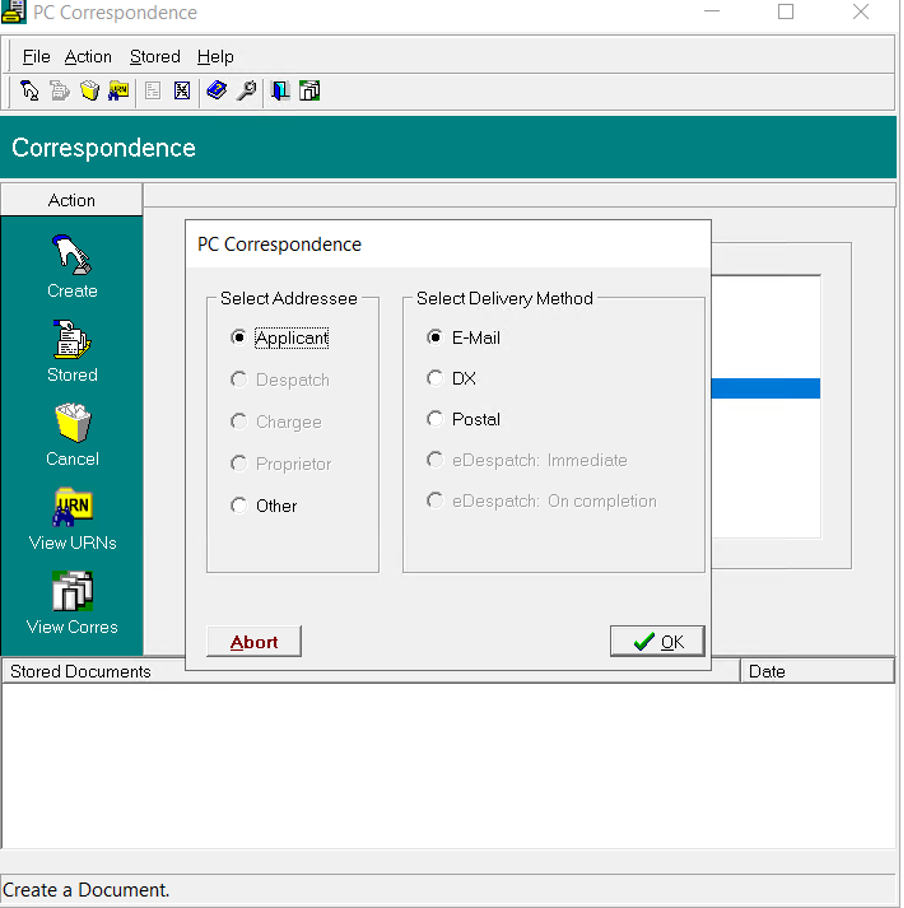 PC Correspondence
File Action Stored Help
URN
Correspondence
Action
Create
Stored
Cancel
URN
View URNs
View Corres
PC Correspondence
Select Addressee
Applicant
Despatch
Chargee
Proprietor
Other
Select Delivery Method
E-Mail
DX
Postal
eDespatch: Immediate
eDespatch: On completion
Abort
OK
Stored Documents Date
Create a Document.